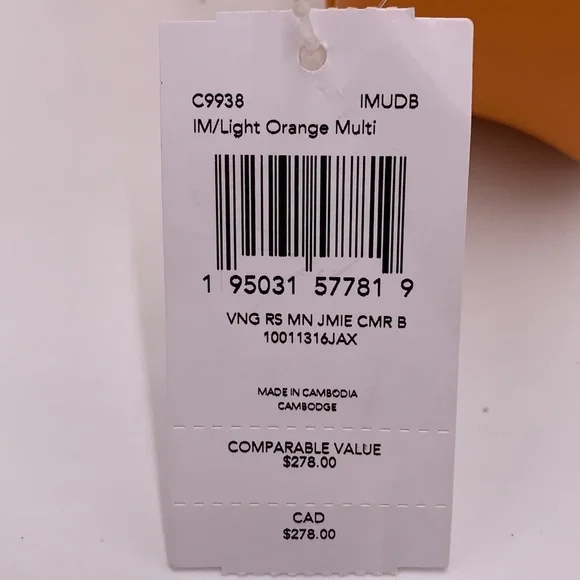 C9938 IMUDB
IM/Light Orange Multi
1 95031 57781 9
VNG RS MN JMIE CMR B
10011316JAX
MADE IN CAMBODIA
CAMBODGE
COMPARABLE VALUE
$278.00
CAD
$278.00